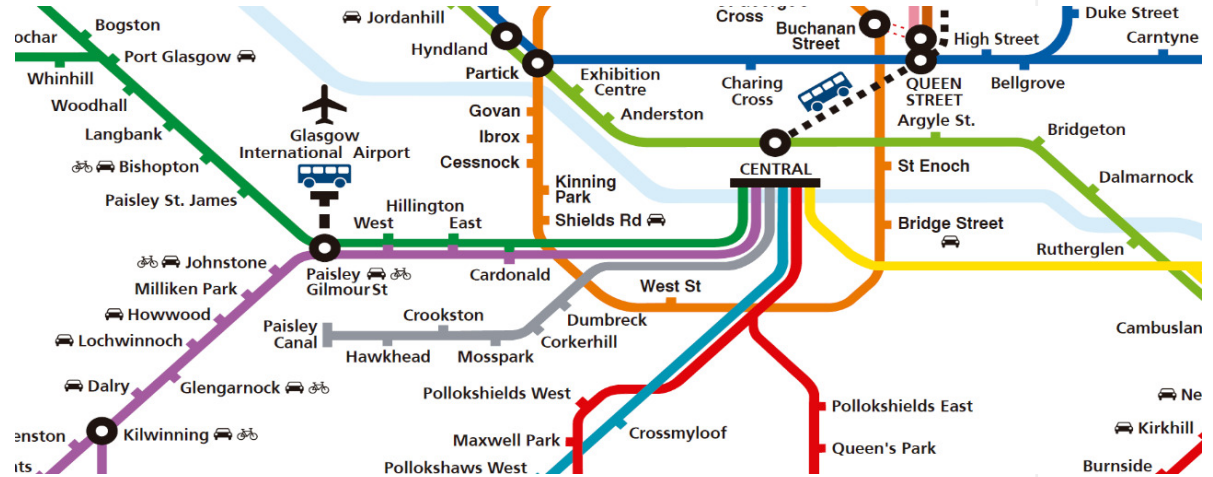 Bogston
Port Glasgow
Whinhill
Woodhall
Langbank
Bishopton
Paisley St. James
Glasgow
International Airport
Jordanhill
Hyndland
Partick
Exhibition
Centre
Anderston
Govan
Ibrox
Cessnock
Kinning
Park
Shields Rd
Cross
Buchanan
Street
Charing
Cross
QUEEN
STREET
High Street
Bellgrove
Duke Street
Carntyne
Argyle St.
Bridgeton
Dalmarnock
Rutherglen
CENTRAL
St Enoch
Bridge Street
West St
Hillington
West
East
Cardonald
Paisley
Gilmour St
Johnstone
Milliken Park
Howwood
Lochwinnoch
Dalry
Glengarnock
Kilwinning
Paisley
Canal
Hawkhead
Crookston
Mosspark
Corkerhill
Dumbreck
Pollokshields West
Maxwell Park
Pollokshaws West
Crossmyloof
Pollokshields East
Queen's Park
Kirkhill
Burnside